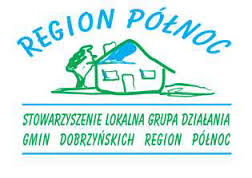 REGION PÓŁNOC
STOWARZYSZENIE LOKALNA GRUPA DZIAŁANIA
GMIN DOBRZYŃSKICH REGION PÓŁNOC